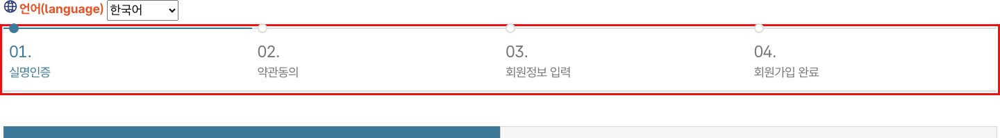 언어(language) 한국어
01. 02. 03. 04.
실명인증 약관동의 회원정보 입력 회원가입 완료